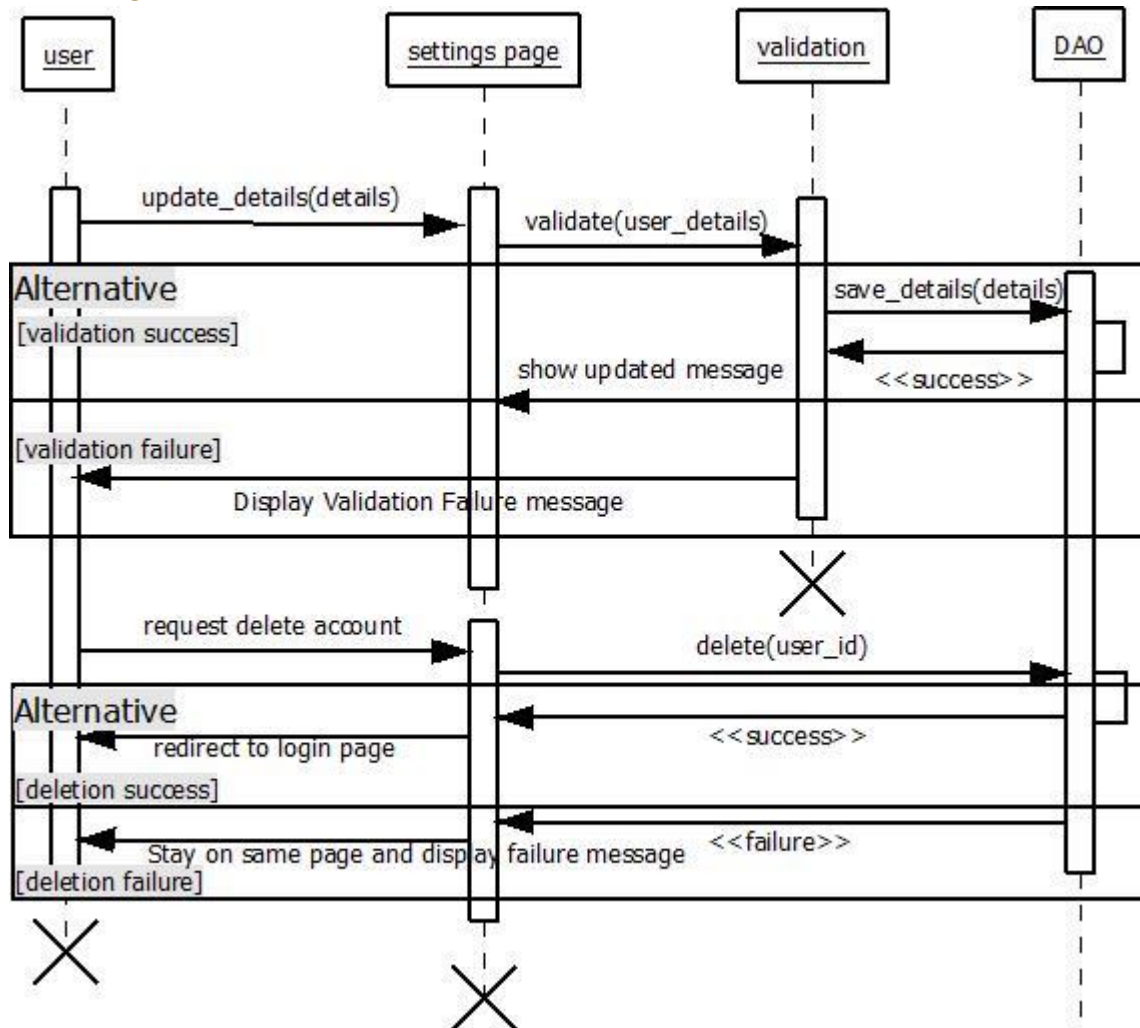 user
settings page
validation
DAO
update_details(details)
validate(user_details)
Alternative
save_details(details)
[validation success]
show updated message
<<success>>
[validation failure]
Display Validation Failure message
request delete account
delete(user_id)
Alternative
<<success>>
redirect to login page
[deletion success]
<<failure>>
Stay on same page and display failure message
[deletion failure]